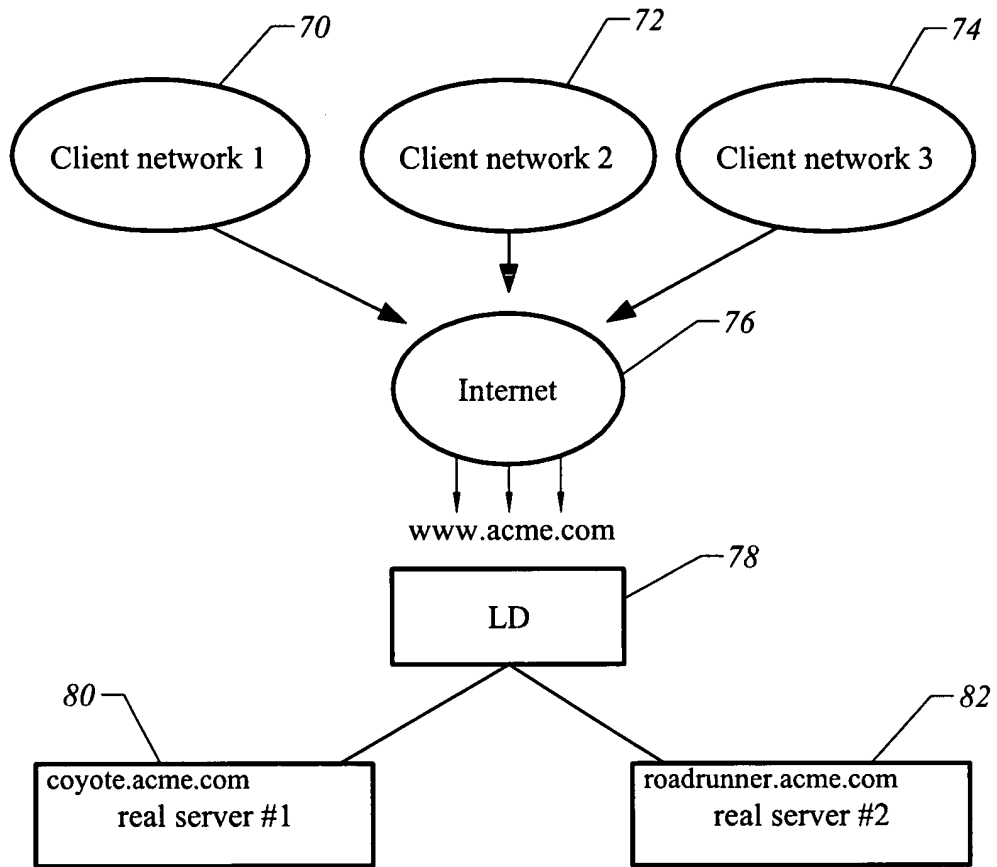 70
72
74
Client network 1
Client network 2
Client network 3
76
Internet
www.acme.com
78
LD
80
82
coyote.acme.com
real server #1
roadrunner.acme.com
real server #2